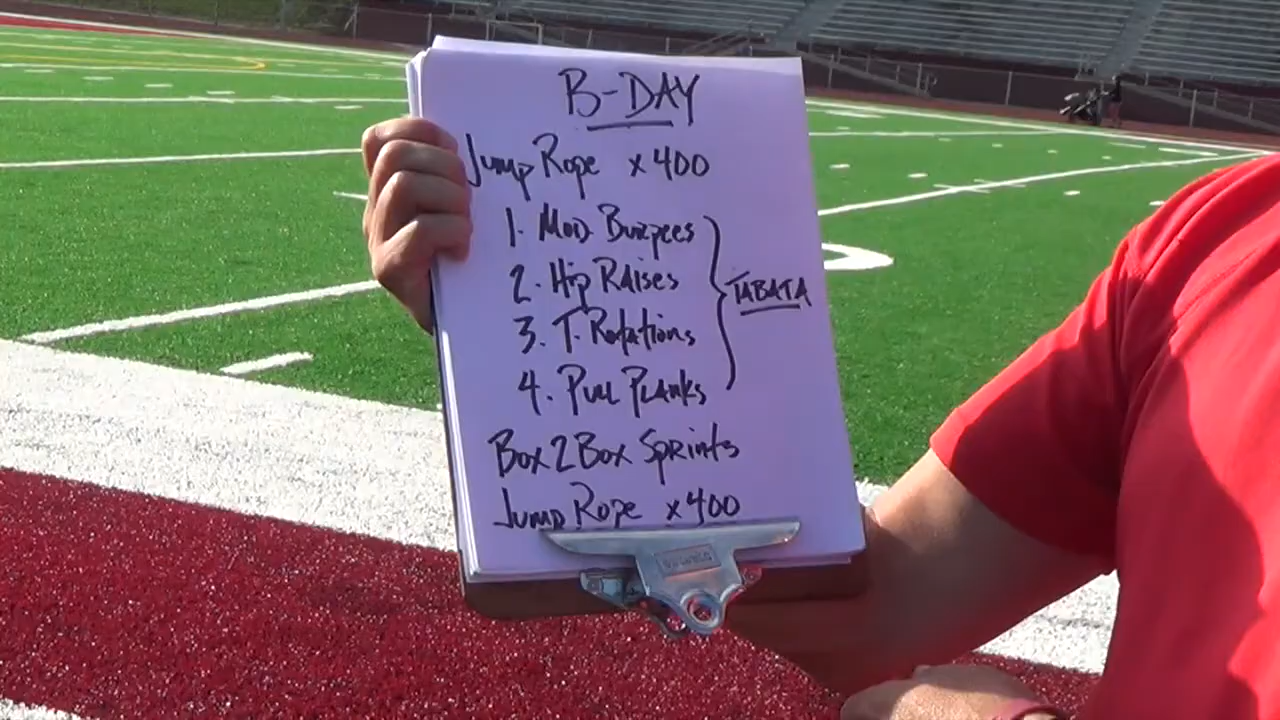 B-DAY
Jump Rope x400
1. Mod. Burpees
2. Hip Raises
3. T. Rotations
4. Pull Planks
TABATA
Box 2 Box Sprints
Jump Rope x400